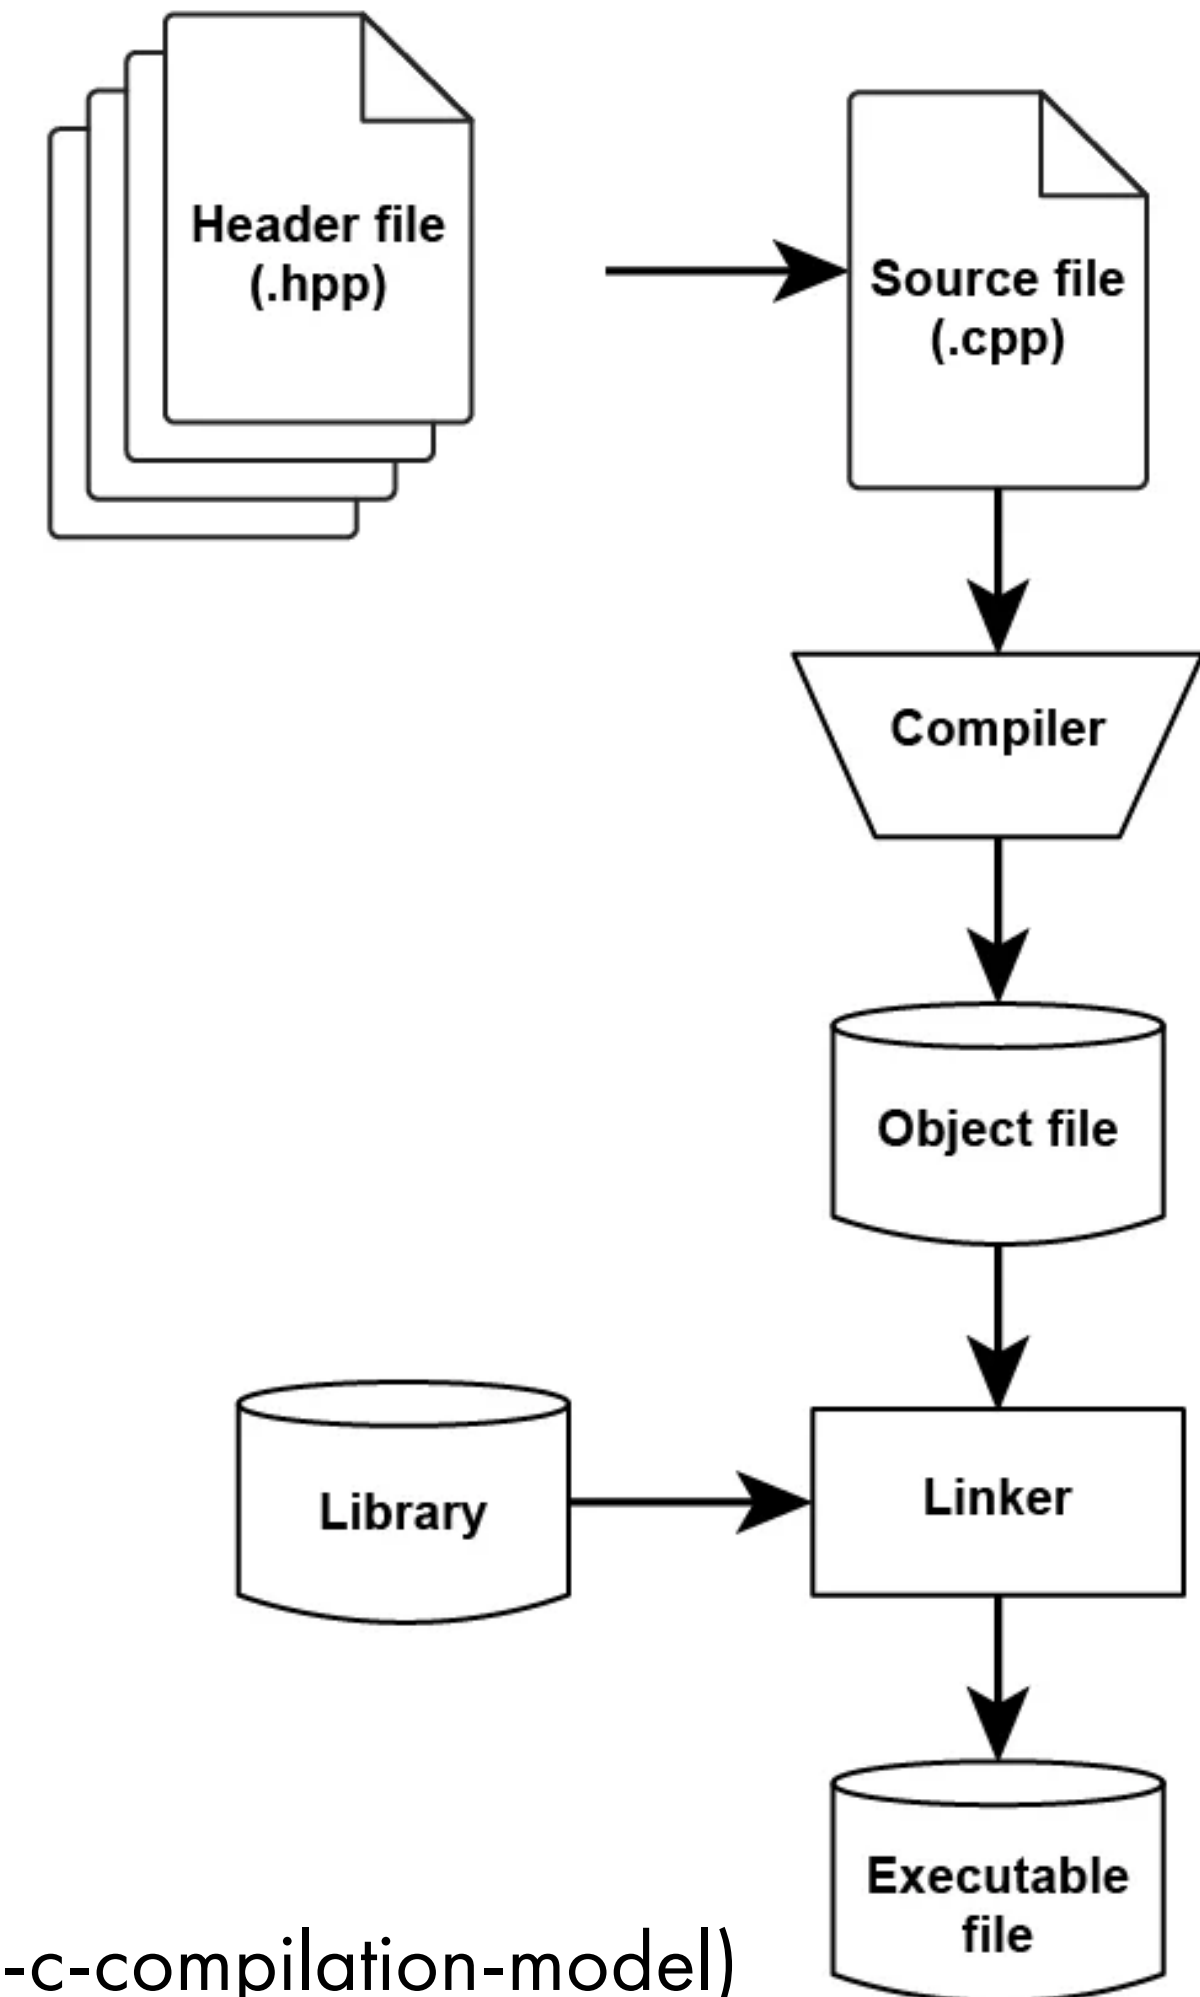 Header file
(.hpp)
Source file
(.cpp)
Compiler
Object file
Library
Linker
Executable
file
-c-compilation-model)